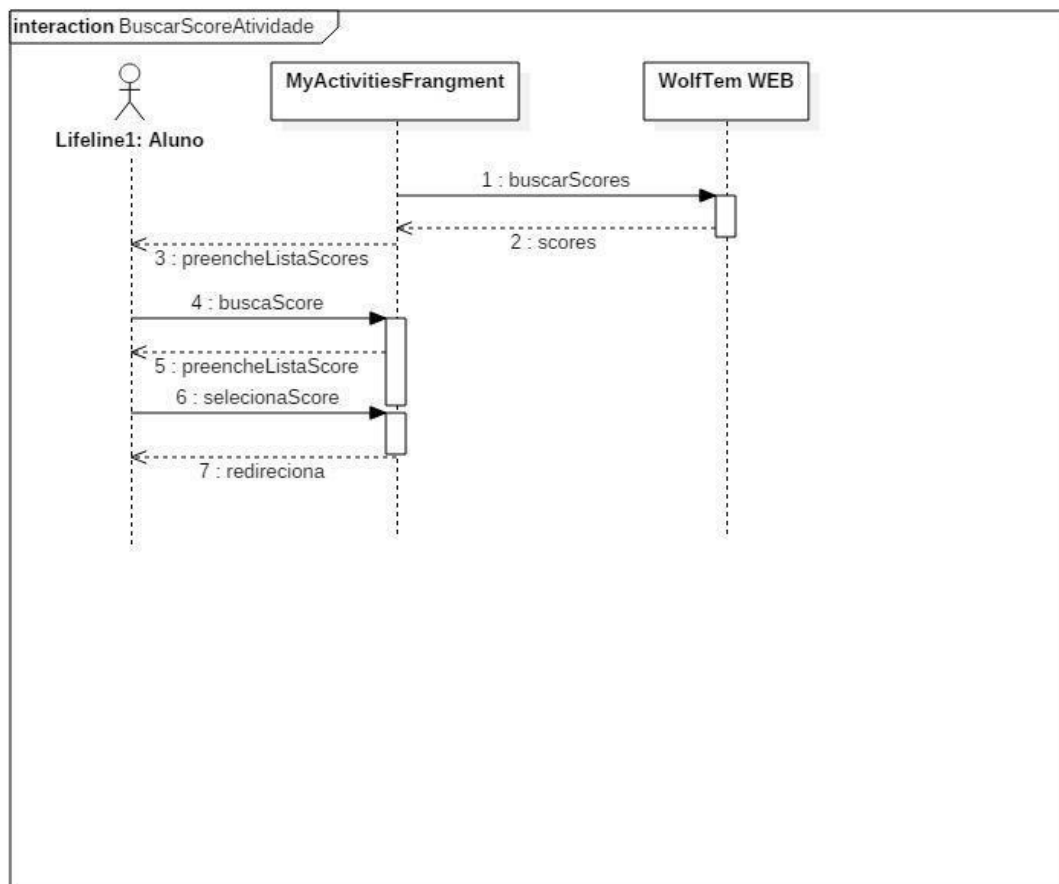 interaction BuscarScoreAtividade
MyActivitiesFrangment
WolfTem WEB
Lifeline1: Aluno
1 : buscarScores
2 : scores
3 : preencheListaScores
4 : buscaScore
5 : preencheListaScore
6 : selecionaScore
7 : redireciona